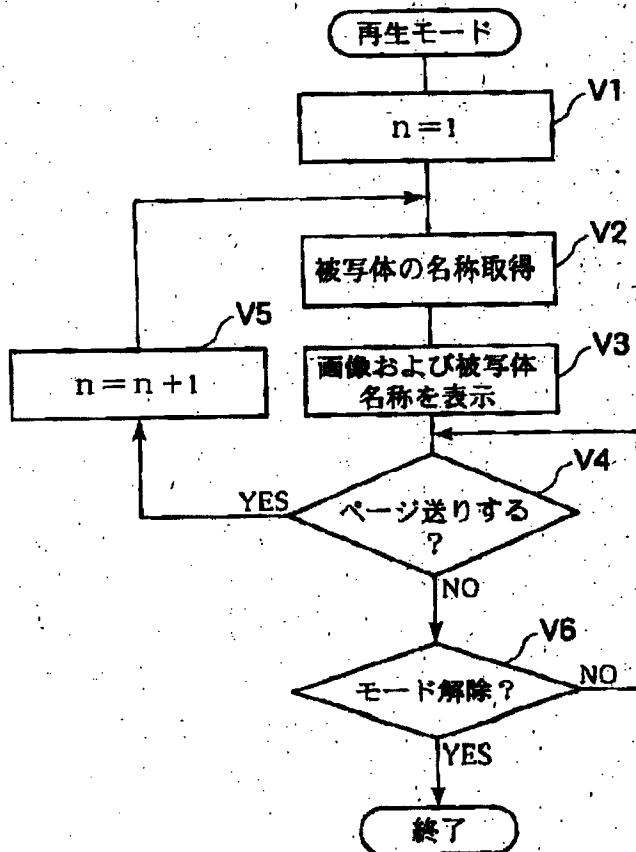 再生モード
V1
n=1
V2
被写体の名称取得
V5
n=n+1
V3
画像および被写体
名称を表示
V4
YES
ページ送りする
?
NO
V6
モード解除?
NO
YES
終了